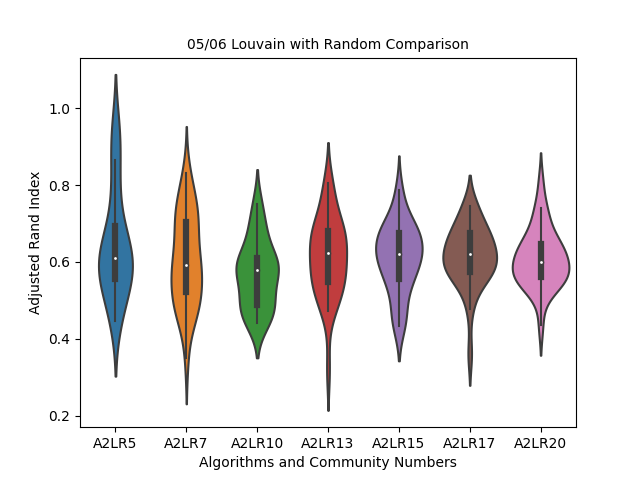 05/06 Louvain with Random Comparison
Adjusted Rand Index
1.0
0.8
0.6
0.4
0.2
A2LR5 A2LR7 A2LR10 A2LR13 A2LR15 A2LR17 A2LR20
Algorithms and Community Numbers